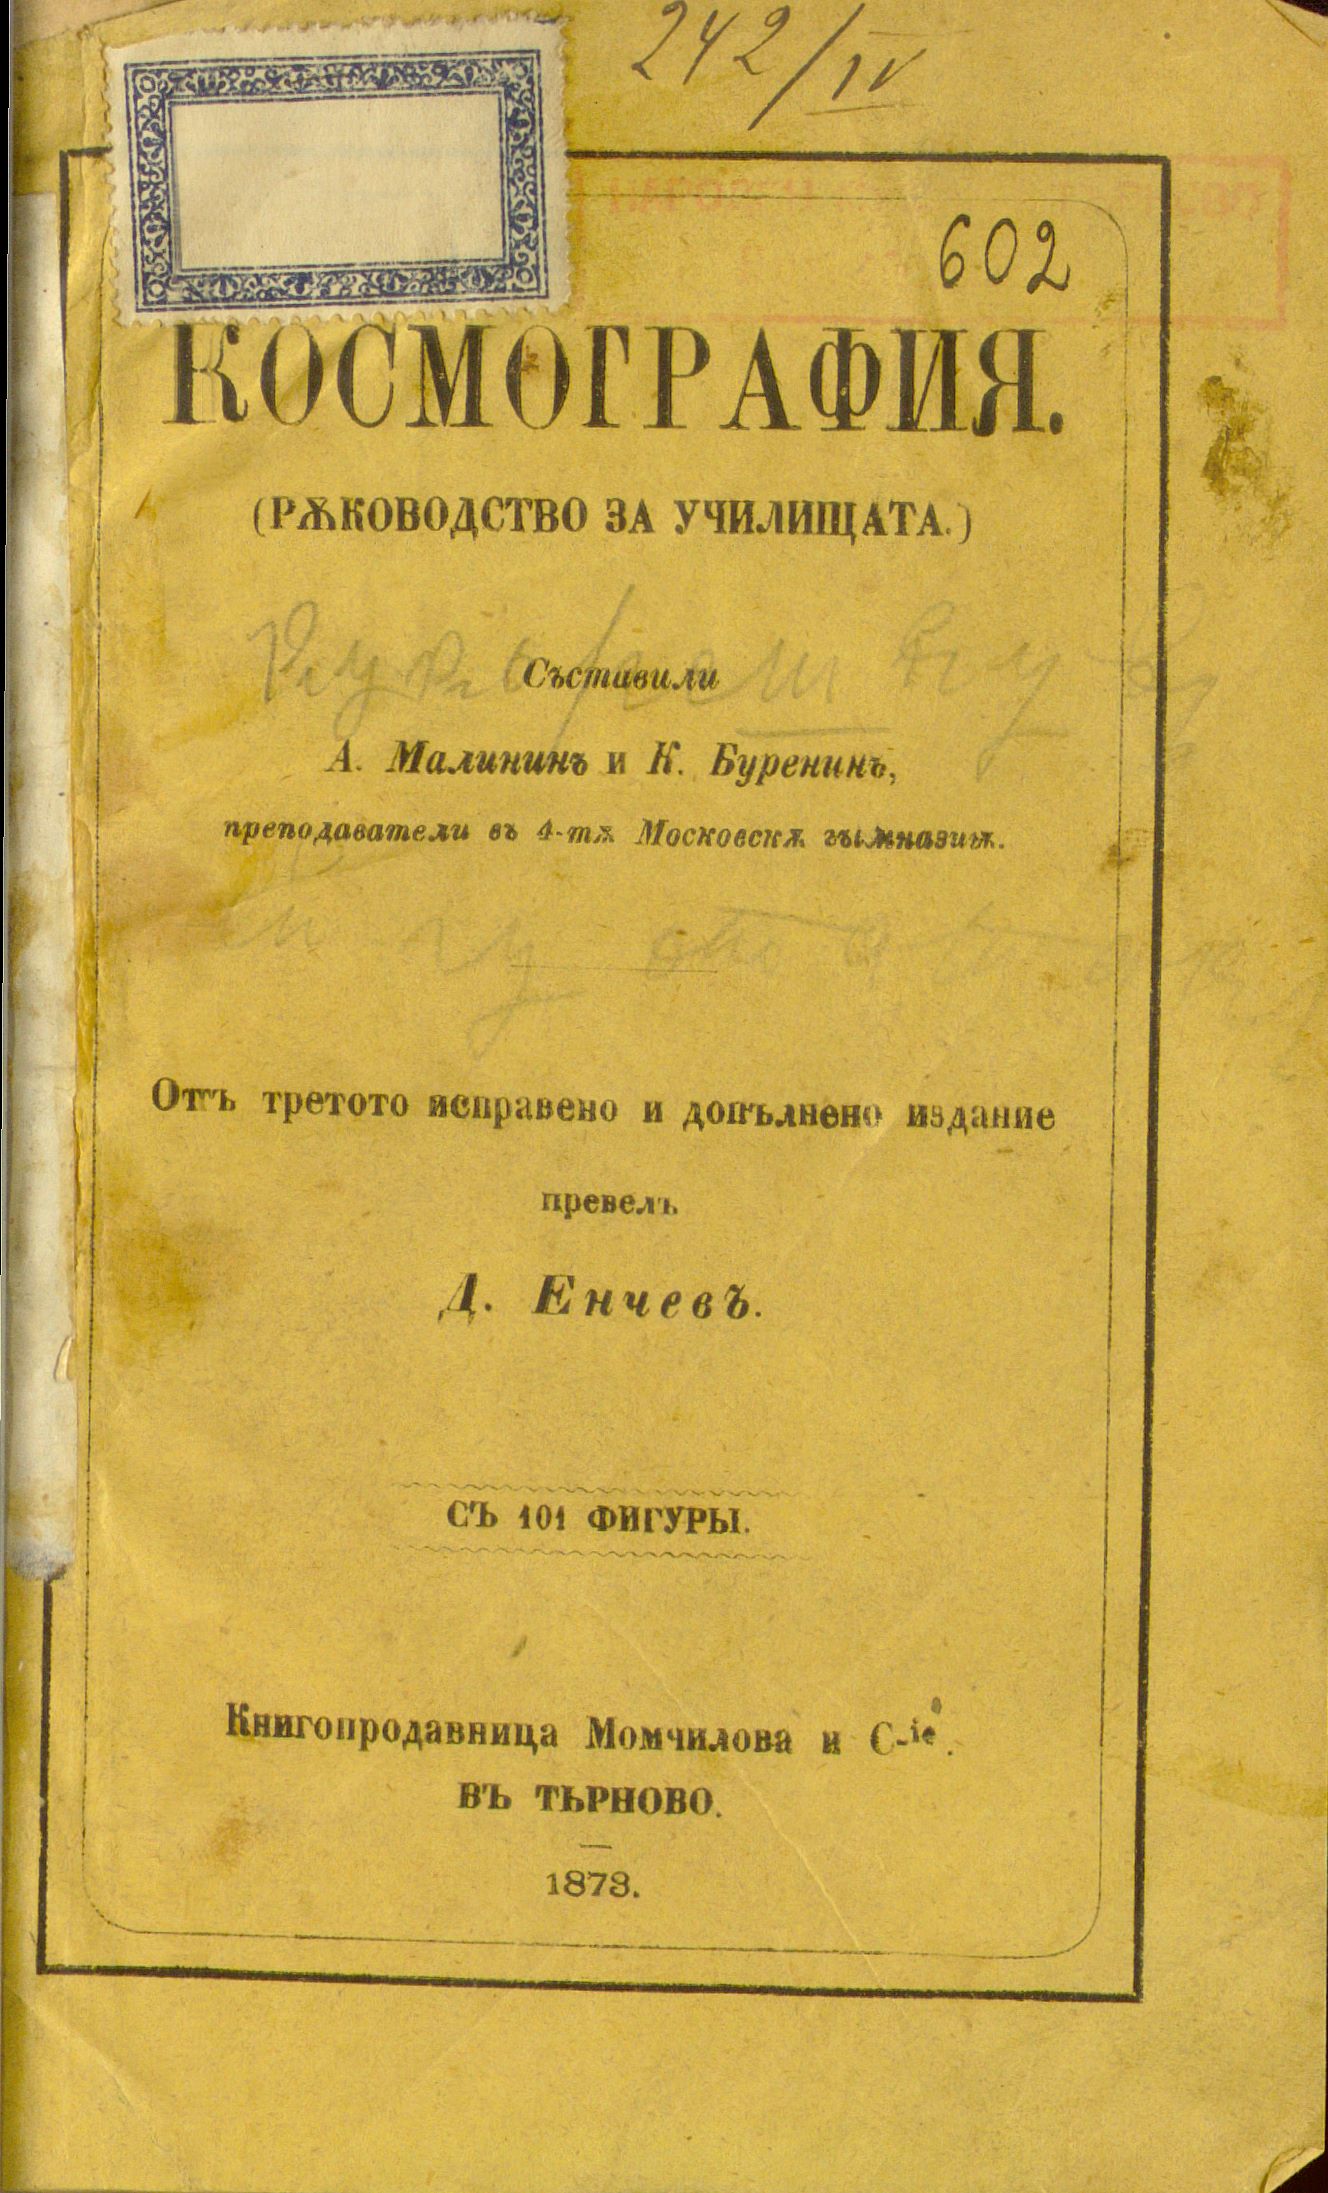 242/IV
602
КОСМОГРАФИЯ.
(РѪКОВОДСТВО ЗА УЧИЛИЩАТА.)
Съставили
А. Малининъ и К. Буренинъ,
преподаватели въ 4-тѫ Московскѫ гымназиѭ.
Отъ третото исправено и допълнено издание
превелъ
Д. Енчевъ.
СЪ 101 ФИГУРЫ.
Книгопродавница Момчилова и С-ie.
ВЪ ТЪРНОВО.
1873.